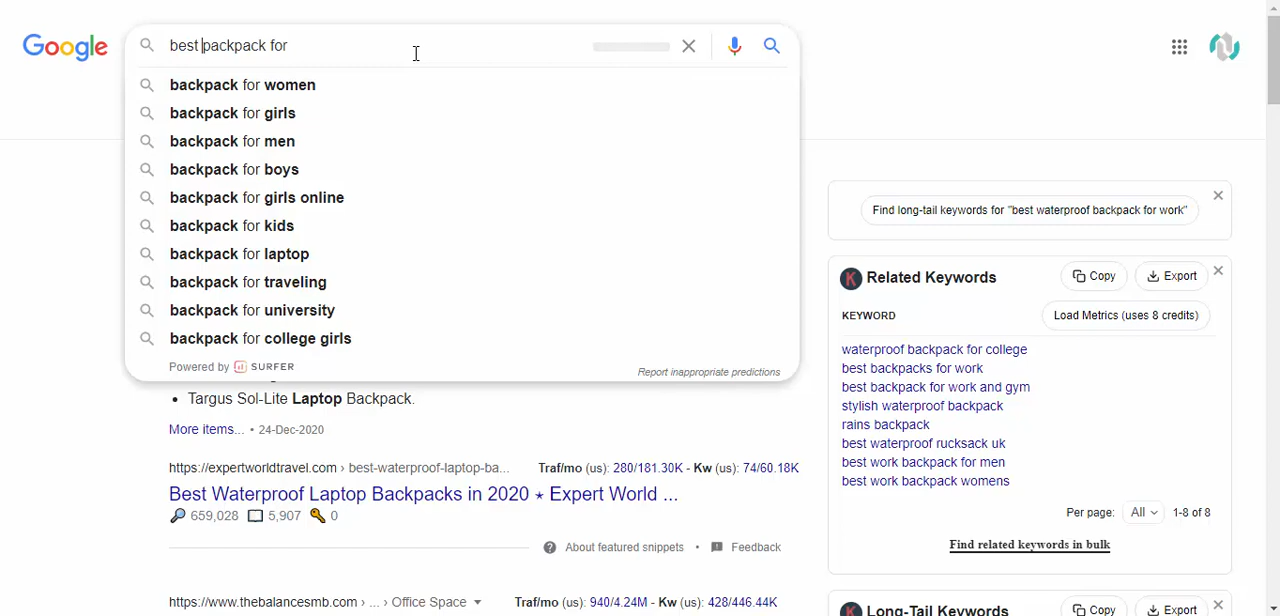 Google
best backpack for
backpack for women
backpack for girls
backpack for men
backpack for boys
backpack for girls online
backpack for kids
backpack for laptop
backpack for traveling
backpack for university
backpack for college girls
Powered by SURFER
Report inappropriate predictions
• Targus Sol-Lite Laptop Backpack.
More items... • 24-Dec-2020
https://expertworldtravel.com › best-waterproof-laptop-ba... Traf/mo (us): 280/181.30K - Kw (us): 74/60.18K
Best Waterproof Laptop Backpacks in 2020 ⋆ Expert World ...
659,028 5,907 0
About featured snippets • Feedback
https://www.thebalancesmb.com › ... › Office Space Traf/mo (us): 940/4.24M - Kw (us): 428/446.44K
Find long-tail keywords for "best waterproof backpack for work"
K Related Keywords Copy Export
KEYWORD Load Metrics (uses 8 credits)
waterproof backpack for college
best backpacks for work
best backpack for work and gym
stylish waterproof backpack
rains backpack
best waterproof rucksack uk
best work backpack for men
best work backpack womens
Per page: All 1-8 of 8
Find related keywords in bulk
K Long-Tail Keywords Copy Export